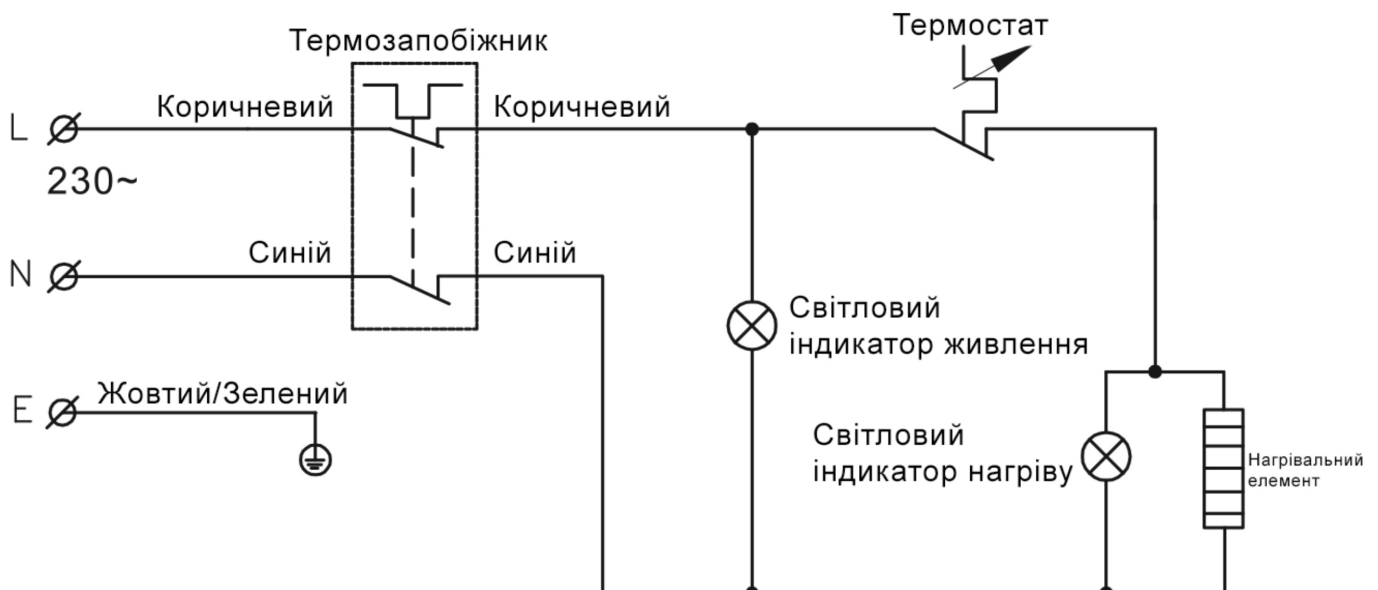 Термозапобіжник
Термостат
L
Коричневий
Коричневий
230~
N
Синій
Синій
Світловий
індикатор живлення
E
Жовтий/Зелений
Світловий
індикатор нагріву
Нагрівальний
елемент